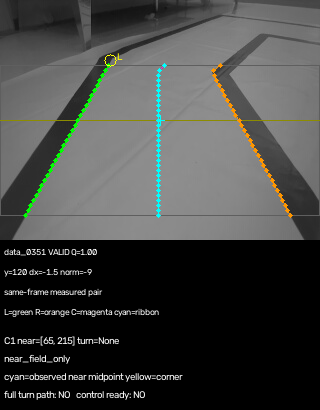 L
data_0351 VALID Q=1.00
y=120 dx=-1.5 norm=-9
same-frame measured pair
L=green R=orange C=magenta cyan=ribbon
C1 near=[65, 215] turn=None
near_field_only
cyan=observed near midpoint yellow=corner
full turn path: NO control ready: NO